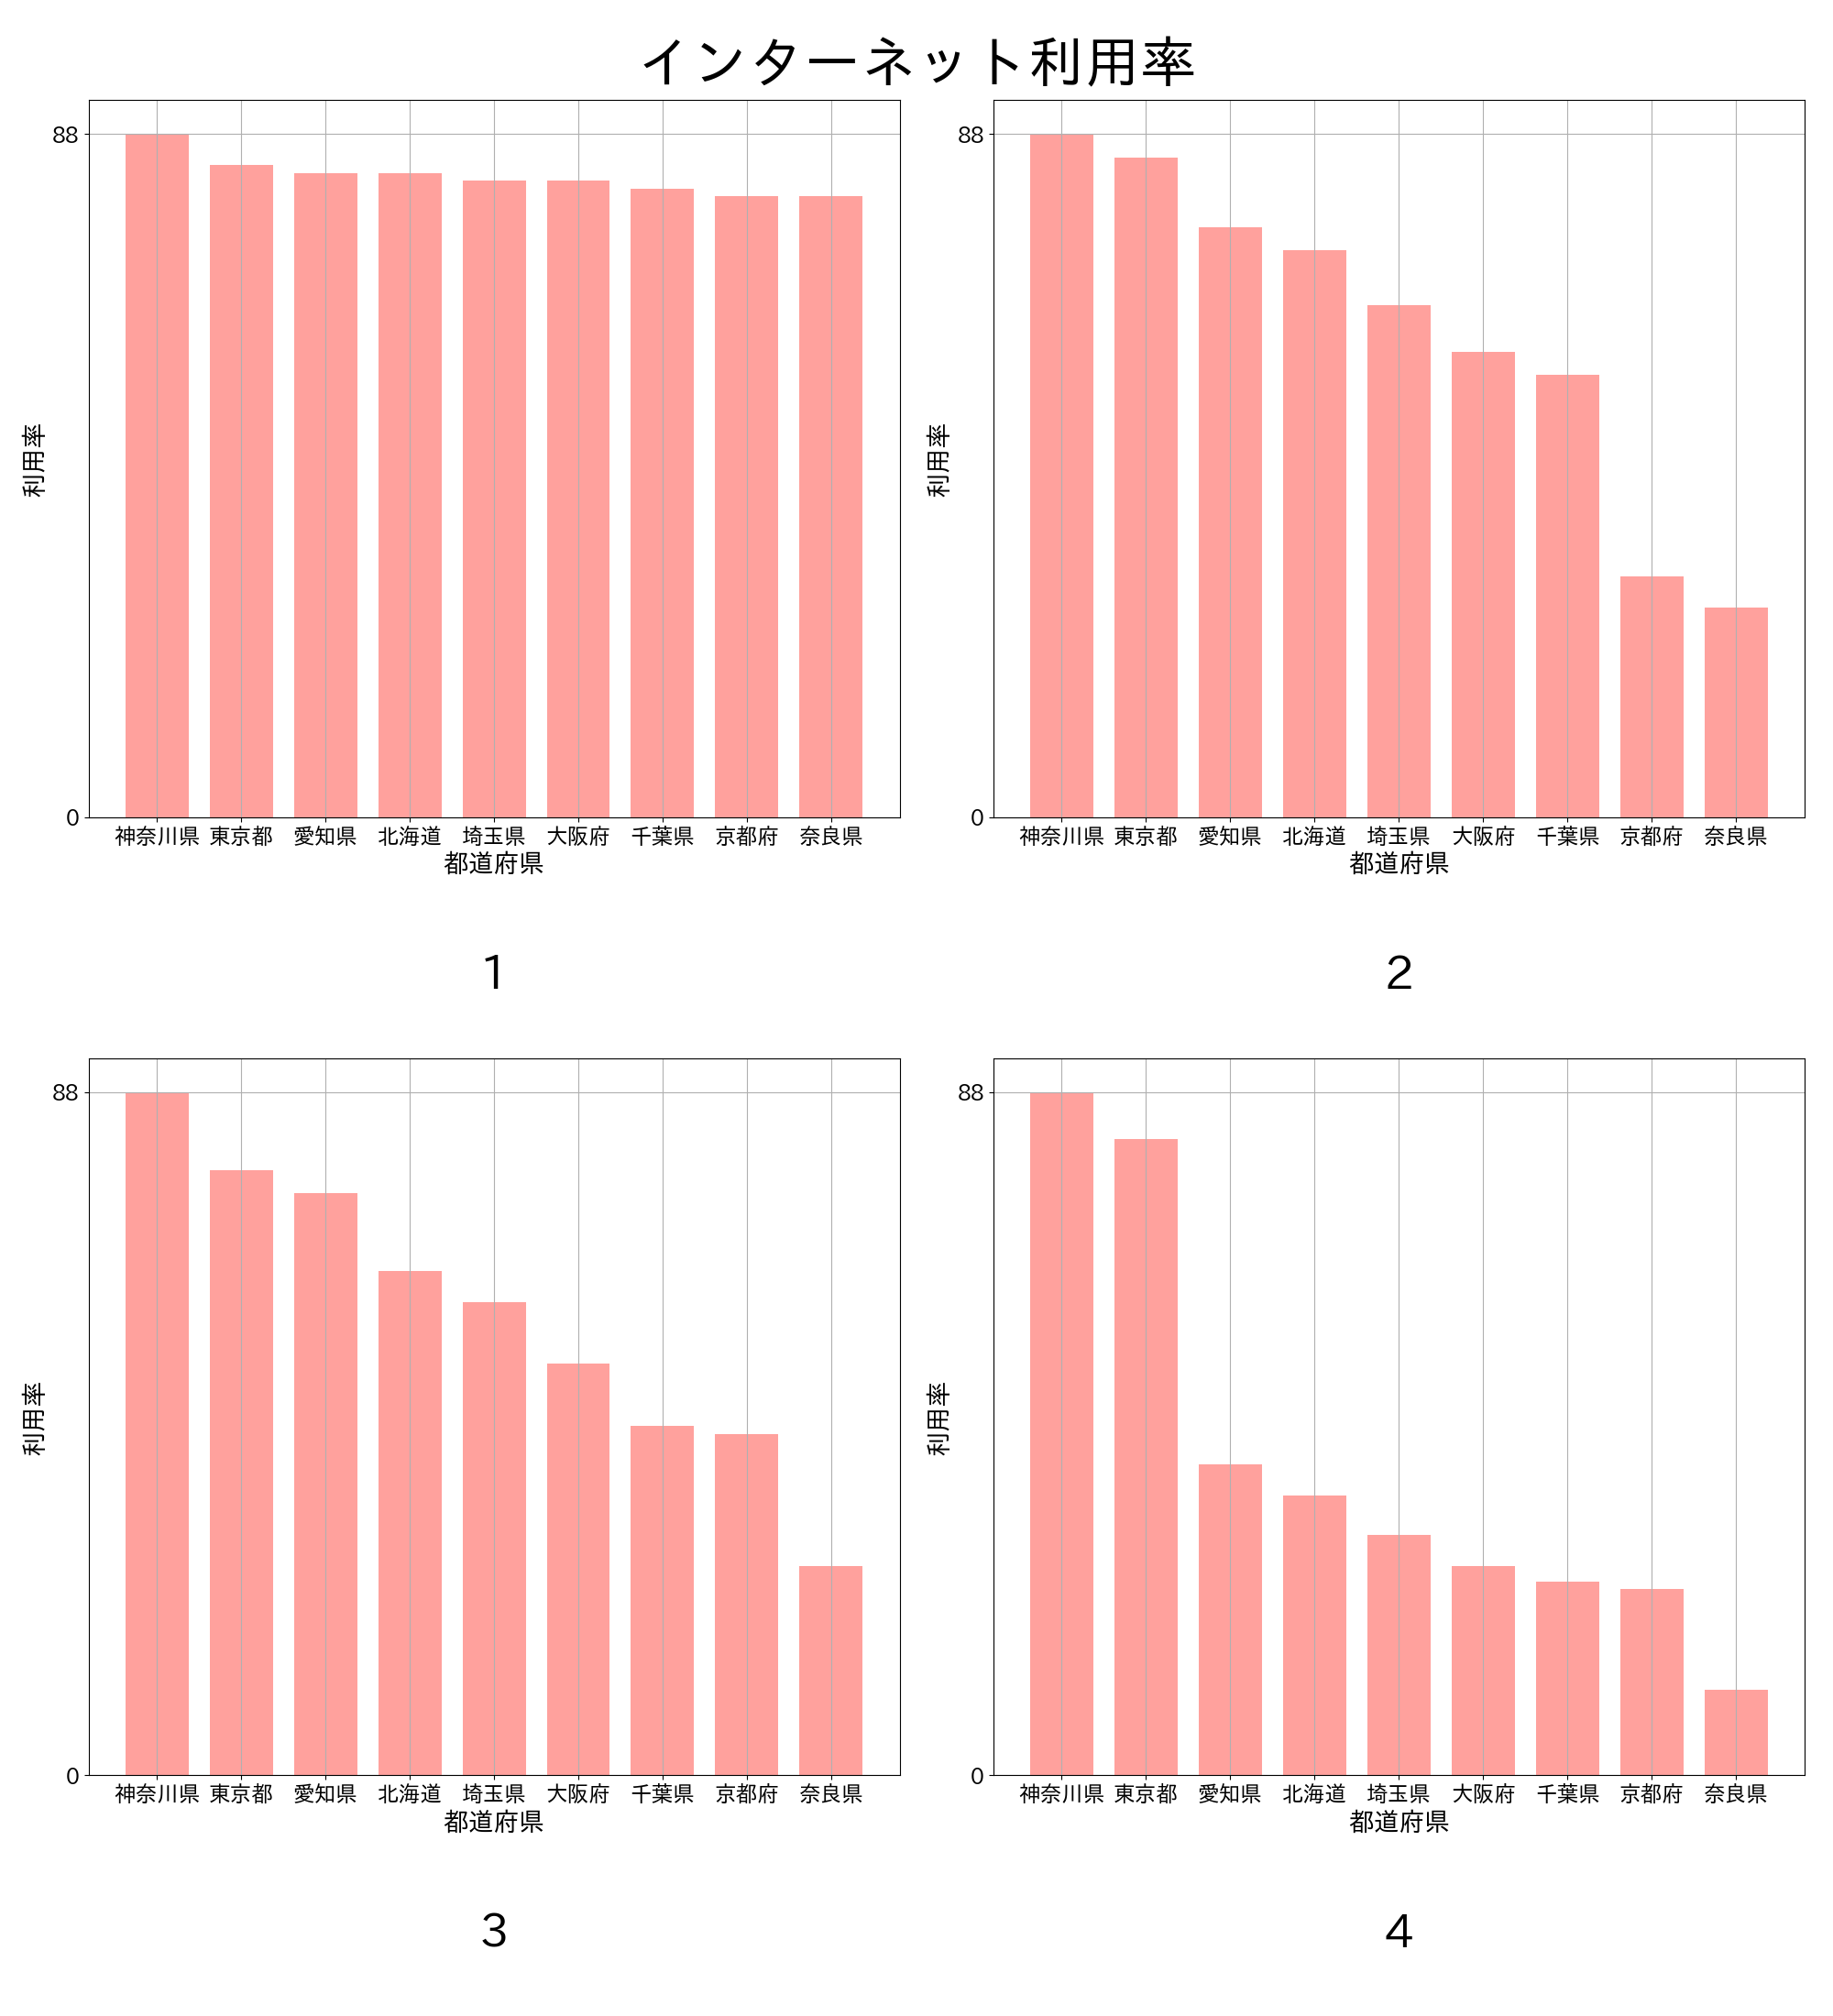 インターネット利用率
88
0
利用率
神奈川県 東京都 愛知県 北海道 埼玉県 大阪府 千葉県 京都府 奈良県
都道府県
1
88
0
利用率
神奈川県 東京都 愛知県 北海道 埼玉県 大阪府 千葉県 京都府 奈良県
都道府県
2
88
0
利用率
神奈川県 東京都 愛知県 北海道 埼玉県 大阪府 千葉県 京都府 奈良県
都道府県
3
88
0
利用率
神奈川県 東京都 愛知県 北海道 埼玉県 大阪府 千葉県 京都府 奈良県
都道府県
4